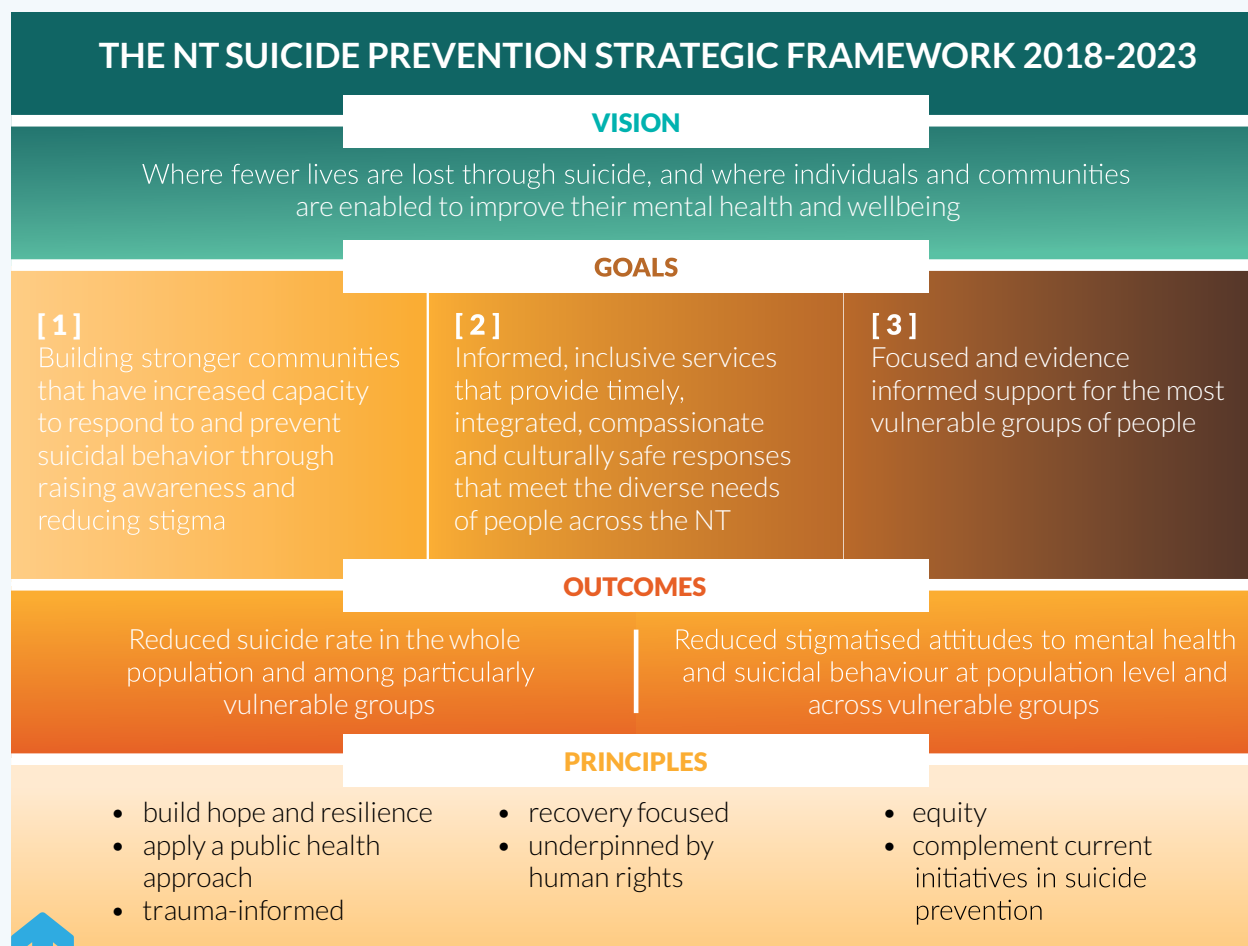 THE NT SUICIDE PREVENTION STRATEGIC FRAMEWORK 2018-2023
VISION
Where fewer lives are lost through suicide, and where individuals and communities
are enabled to improve their mental health and wellbeing
GOALS
[ 1 ]
Building stronger communities
that have increased capacity
to respond to and prevent
suicidal behavior through
raising awareness and
reducing stigma
[ 2 ]
Informed, inclusive services
that provide timely,
integrated, compassionate
and culturally safe responses
that meet the diverse needs
of people across the NT
[ 3 ]
Focused and evidence
informed support for the most
vulnerable groups of people
OUTCOMES
Reduced suicide rate in the whole
population and among particularly
vulnerable groups
Reduced stigmatised attitudes to mental health
and suicidal behaviour at population level and
across vulnerable groups
PRINCIPLES
• build hope and resilience
• apply a public health
approach
• trauma-informed
• recovery focused
• underpinned by
human rights
• equity
• complement current
initiatives in suicide
prevention